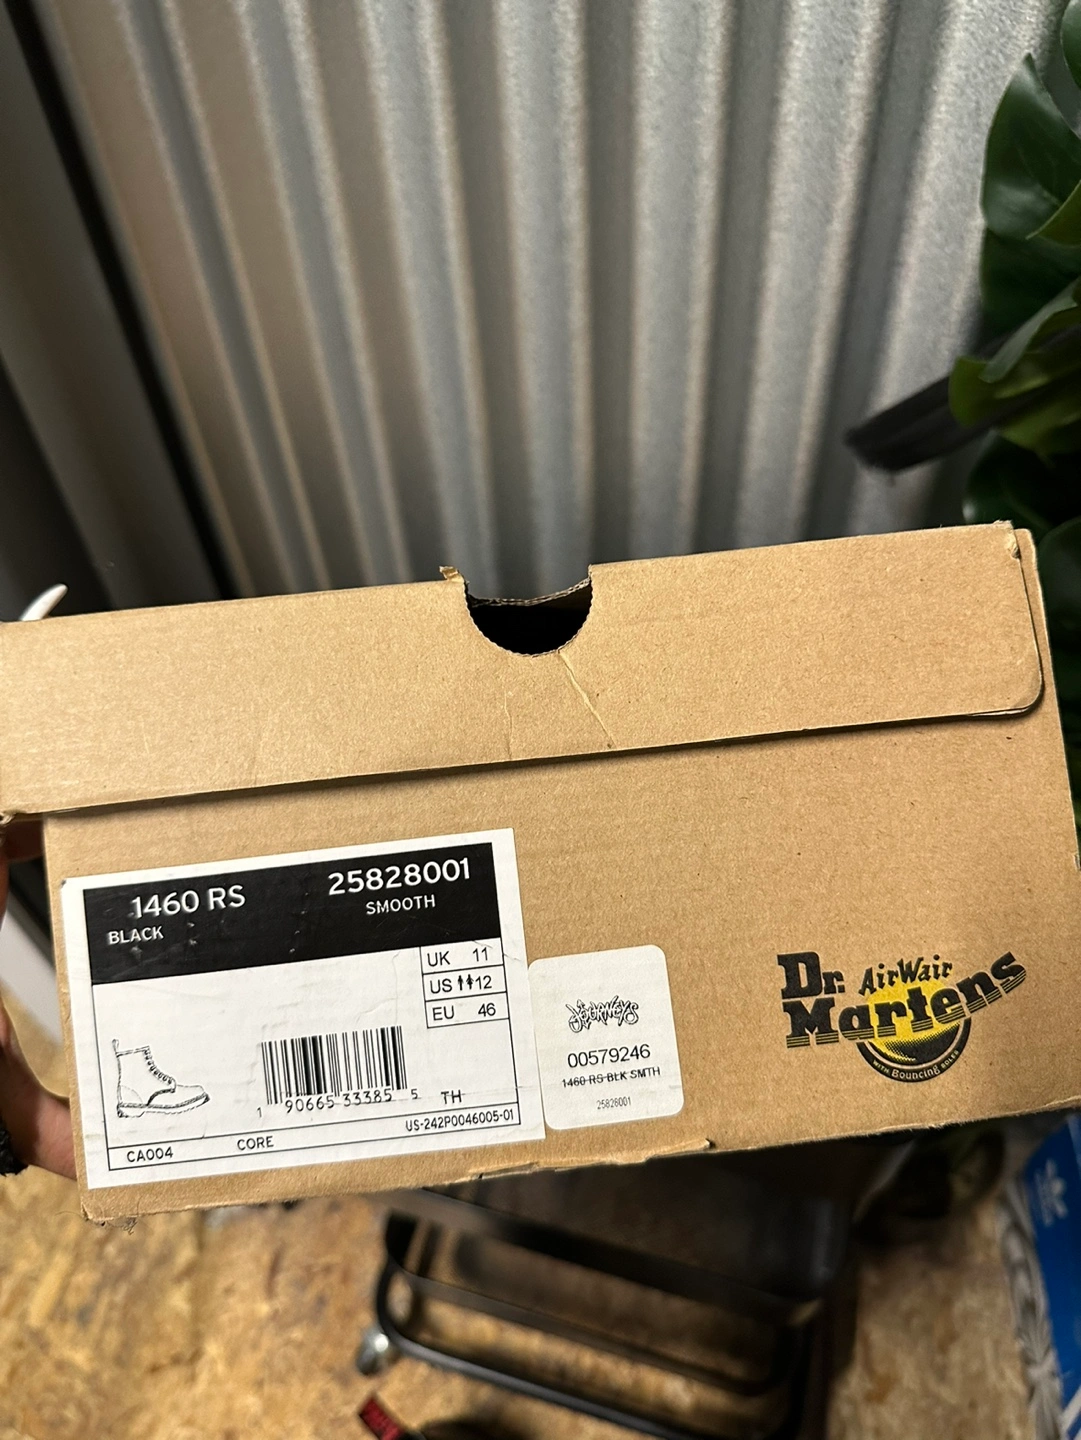 1460 RS 25828001
BLACK SMOOTH
UK 11
US 12
EU 46
1 90665 33385 5 TH
US-242P0046005-01
CA004 CORE
JOURNEYS
00579246
1460 RS BLK SMTH
25828001
Dr. AirWair
Martens
WITH Bouncing SOLES